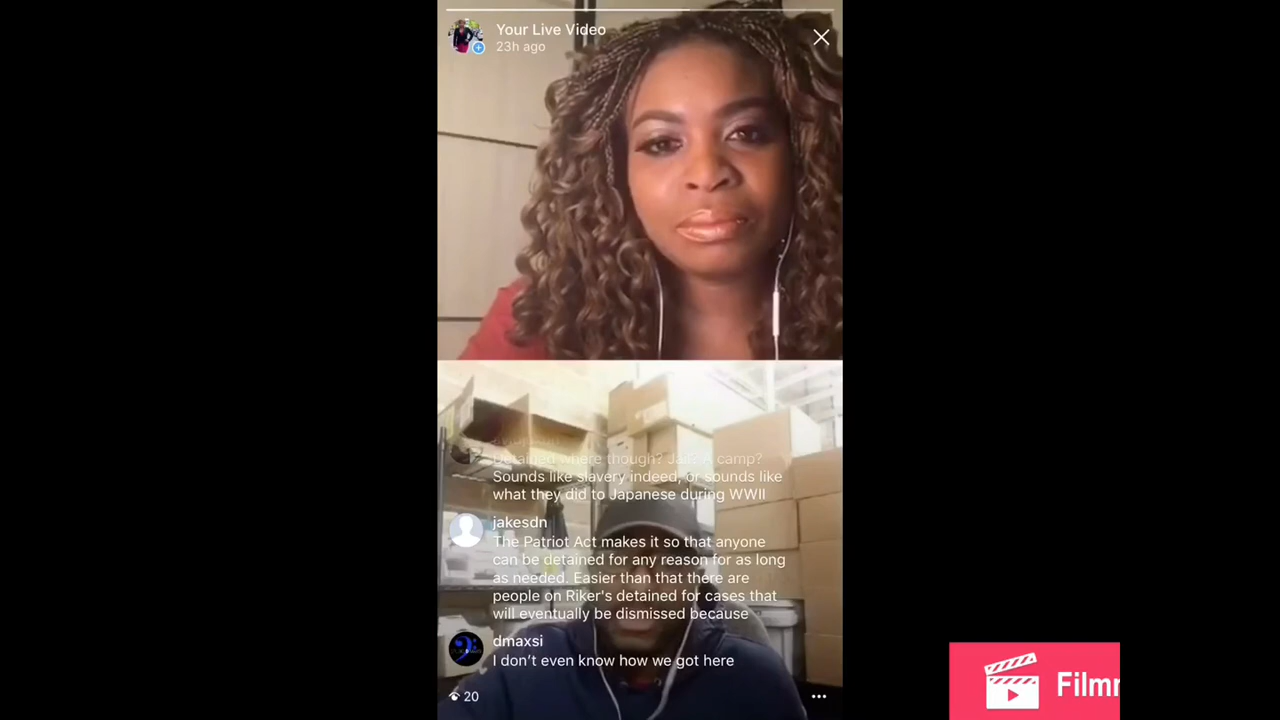 Your Live Video
23h ago
Detained where though? Jail? A camp?
Sounds like slavery indeed, or sounds like
what they did to Japanese during WWII
jakesdn
The Patriot Act makes it so that anyone
can be detained for any reason for as long
as needed. Easier than that there are
people on Riker's detained for cases that
will eventually be dismissed because
dmaxsi
I don’t even know how we got here
20
Filmr